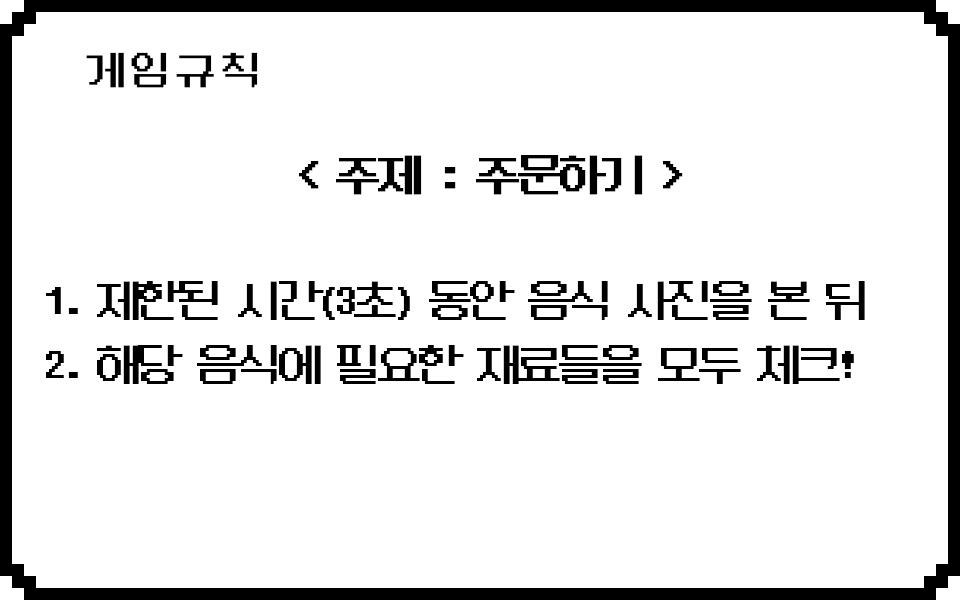 게임규칙
< 주제 : 주문하기 >
1. 제한된 시간(3초) 동안 음식 사진을 본 뒤
2. 해당 음식에 필요한 재료들을 모두 체크!